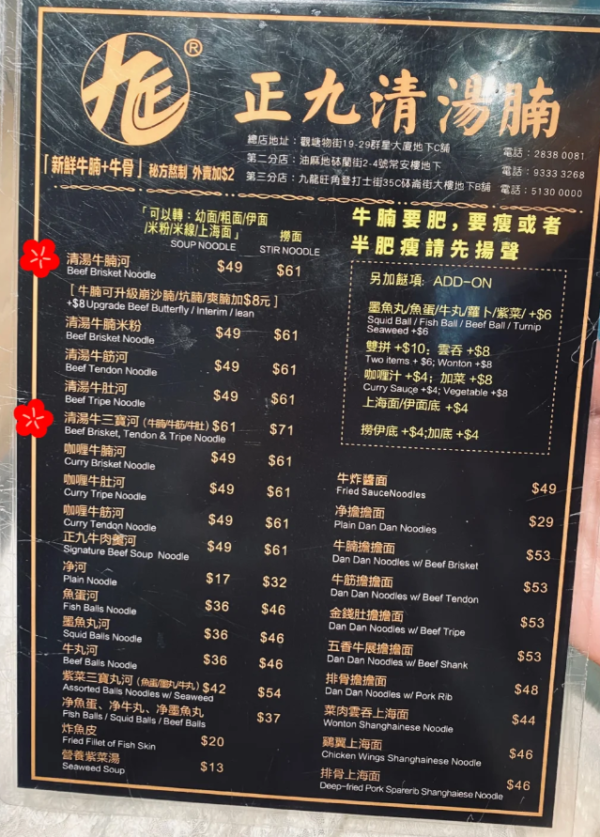 九正
®
正九清湯腩
總店地址：觀塘物街19-29群星大廈地下C舖 電話：2838 0081
第二分店：油麻地砵蘭街2-4號常安樓地下 電話：9333 3268
第三分店：九龍旺角登打士街35C砵崙街大樓地下B舖 電話：5130 0000
「新鮮牛腩+牛骨」秘方熬制 外賣加$2
「可以轉：幼面/粗面/伊面
/米粉/米線/上海面」
SOUP NOODLE
撈面
STIR NOODLE
清湯牛腩河 $49 $61
Beef Brisket Noodle
[ 牛腩可升級崩沙腩/坑腩/爽腩加$8元 ]
+$8 Upgrade Beef Butterfly / Interim / lean
清湯牛腩米粉 $49 $61
Beef Brisket Noodle
清湯牛筋河 $49 $61
Beef Tendon Noodle
清湯牛肚河 $49 $61
Beef Tripe Noodle
清湯牛三寶河 (牛腩/牛筋/牛肚) $61 $71
Beef Brisket, Tendon & Tripe Noodle
咖喱牛腩河 $49 $61
Curry Brisket Noodle
咖喱牛肚河 $49 $61
Curry Tripe Noodle
咖喱牛筋河 $49 $61
Curry Tendon Noodle
正九牛肉羹河 $49 $61
Signature Beef Soup Noodle
净河 $17 $32
Plain Noodle
魚蛋河 $36 $46
Fish Balls Noodle
墨魚丸河 $36 $46
Squid Balls Noodle
牛丸河 $36 $46
Beef Balls Noodle
紫菜三寶丸河 (魚蛋/墨丸/牛丸) $42 $54
Assorted Balls Noodles w/ Seaweed
净魚蛋、净牛丸、净墨魚丸 $37
Fish Balls / Squid Balls / Beef Balls
炸魚皮 $20
Fried Fillet of Fish Skin
營養紫菜湯 $13
Seaweed Soup
牛腩要肥，要瘦或者
半肥瘦請先揚聲
另加餸項：ADD-ON
墨魚丸/魚蛋/牛丸/蘿卜/紫菜/ +$6
Squid Ball / Fish Ball / Beef Ball / Turnip
Seaweed +$6
雙拼 +$10；雲吞 +$8
Two items + $6; Wonton +$8
咖喱汁 +$4；加菜 +$8
Curry Sauce +$4; Vegetable +$8
上海面/伊面底 +$4
撈伊底 +$4;加底 +$4
牛炸醬面 $49
Fried SauceNoodles
净擔擔面 $29
Plain Dan Dan Noodles
牛腩擔擔面 $53
Dan Dan Noodles w/ Beef Brisket
牛筋擔擔面 $53
Dan Dan Noodles w/ Beef Tendon
金錢肚擔擔面 $53
Dan Dan Noodles w/ Beef Tripe
五香牛展擔擔面 $53
Dan Dan Noodles w/ Beef Shank
排骨擔擔面 $48
Dan Dan Noodles w/ Pork Rib
菜肉雲吞上海面 $44
Wonton Shanghainese Noodle
鷄翼上海面 $46
Chicken Wings Shanghainese Noodle
排骨上海面 $46
Deep-fried Pork Sparerib Shanghaiese Noodle